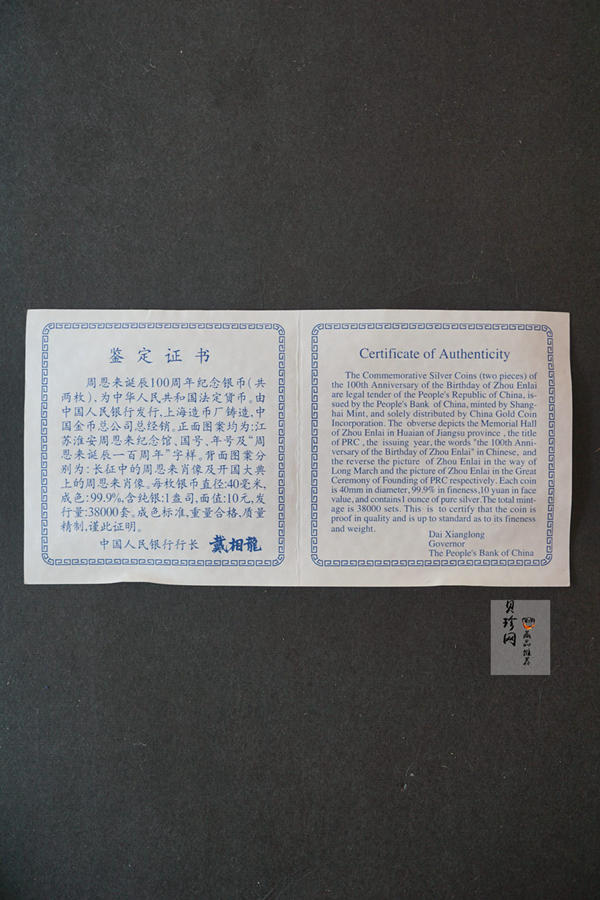 鉴定证书
周恩来诞辰100周年纪念银币(共
两枚),为中华人民共和国法定货币。由
中国人民银行发行,上海造币厂铸造,中
国金币总公司总经销。正面图案均为:江
苏淮安周恩来纪念馆、国号、年号及“周
恩来诞辰一百周年”字样。背面图案分
别为:长征中的周恩来肖像及开国大典
上的周恩来肖像。每枚银币直径:40毫米,
成色:99.9%,含纯银:1盎司,面值:10元,发
行量:38000套。成色标准,重量合格,质量
精制,谨此证明。
中国人民银行行长 戴相龍
Certificate of Authenticity
The Commemorative Silver Coins (two pieces) of
the 100th Anniversary of the Birthday of Zhou Enlai
are legal tender of the People's Republic of China, is-
sued by the People's Bank of China, minted by Shang-
hai Mint, and solely distributed by China Gold Coin
Incorporation. The obverse depicts the Memorial Hall
of Zhou Enlai in Huaian of Jiangsu province , the title
of PRC , the issuing year, the words "the 100th Anni-
versary of the Birthday of Zhou Enlai" in Chinese, and
the reverse the picture of Zhou Enlai in the way of
Long March and the picture of Zhou Enlai in the Great
Ceremony of Founding of PRC respectively. Each coin
is 40mm in diameter, 99.9% in fineness,10 yuan in face
value, and contains1 ounce of pure silver.The total mint-
age is 38000 sets. This is to certify that the coin is
proof in quality and is up to standard as to its fineness
and weight.
Dai Xianglong
Governor
The People's Bank of China
贝珍网
藏品推荐